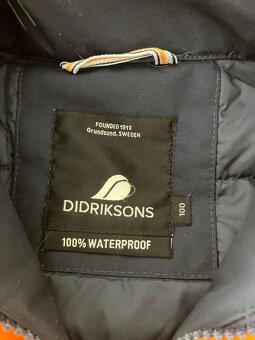 FOUNDED 1913
Grundsund, SWEDEN
DIDRIKSONS
100
100% WATERPROOF